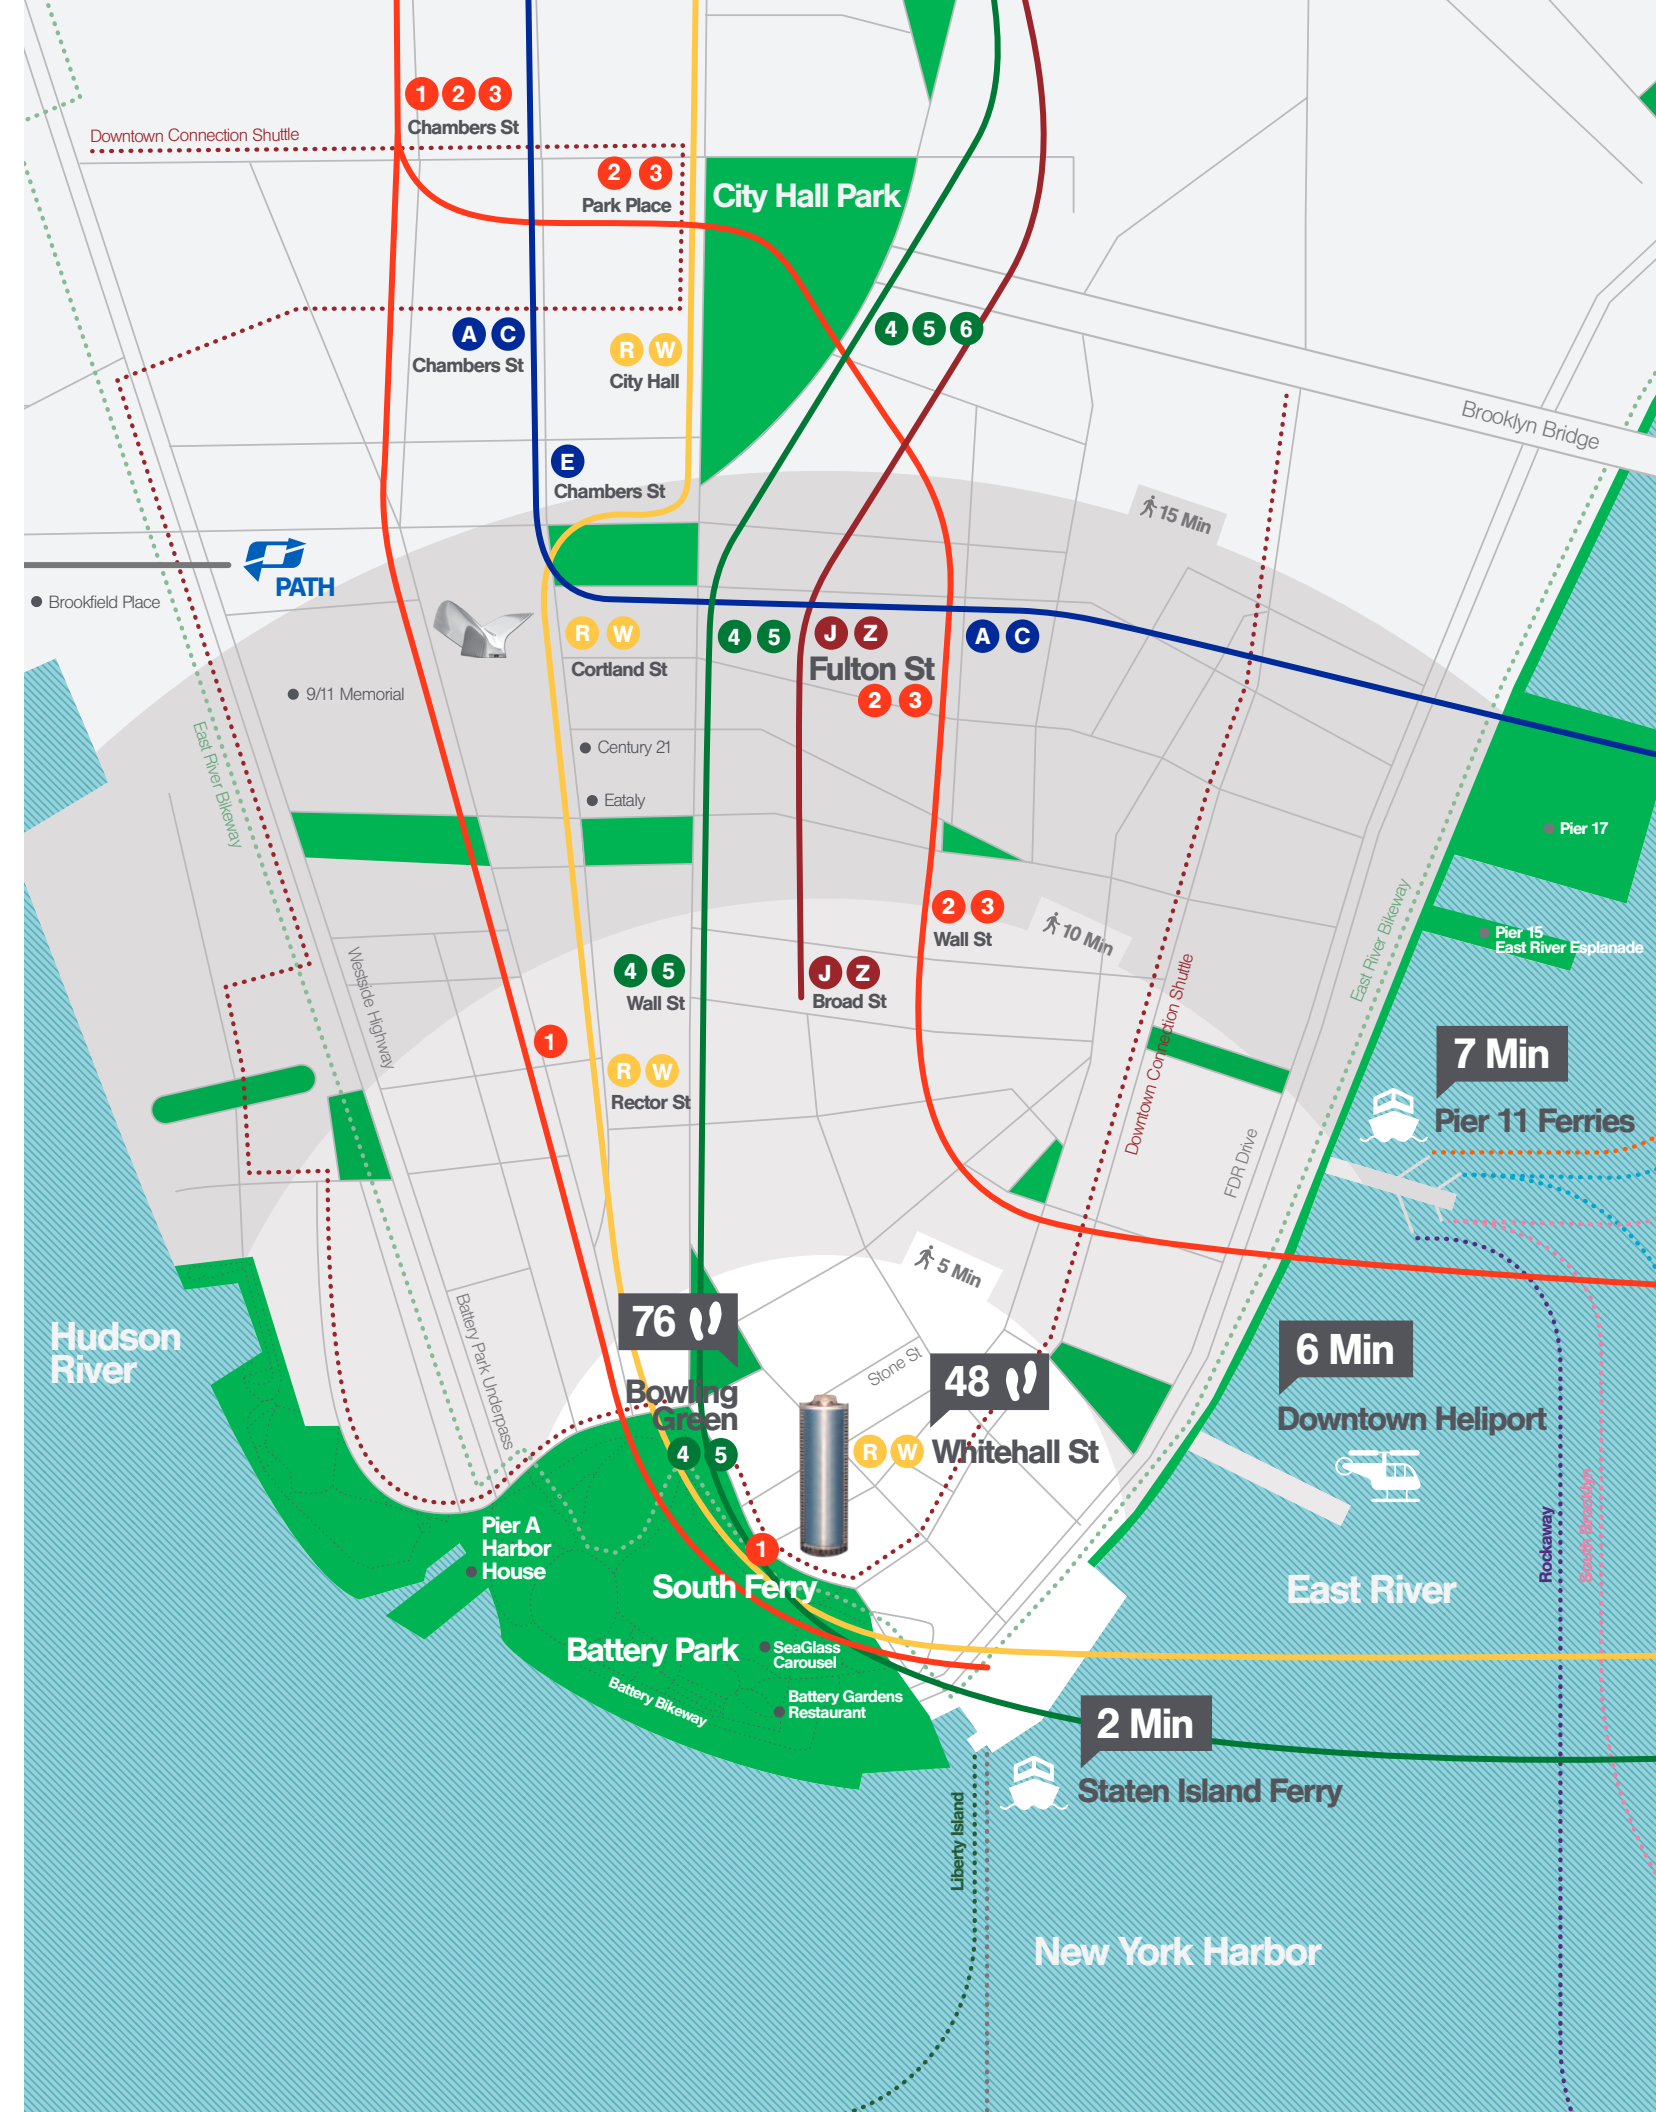 1 2 3
Chambers St
Downtown Connection Shuttle
2 3
Park Place
City Hall Park
A C
Chambers St
R W
City Hall
4 5 6
Brooklyn Bridge
E
Chambers St
15 Min
PATH
Brookfield Place
R W
Cortland St
4 5
J Z
Fulton St
2 3
A C
9/11 Memorial
East River Bikeway
Century 21
Eataly
Pier 17
2 3
Wall St
10 Min
Pier 15
East River Esplanade
East River Bikeway
4 5
Wall St
J Z
Broad St
Westside Highway
Downtown Connection Shuttle
1
R W
Rector St
7 Min
Pier 11 Ferries
FDR Drive
5 Min
76
Hudson
River
Battery Park Underpass
Bowling
Green
4 5
Stone St
48
R W
Whitehall St
6 Min
Downtown Heliport
Rockaway
South Brooklyn
Pier A
Harbor
House
1
South Ferry
East River
Battery Park
SeaGlass
Carousel
Battery Bikeway
Battery Gardens
Restaurant
2 Min
Staten Island Ferry
Liberty Island
New York Harbor